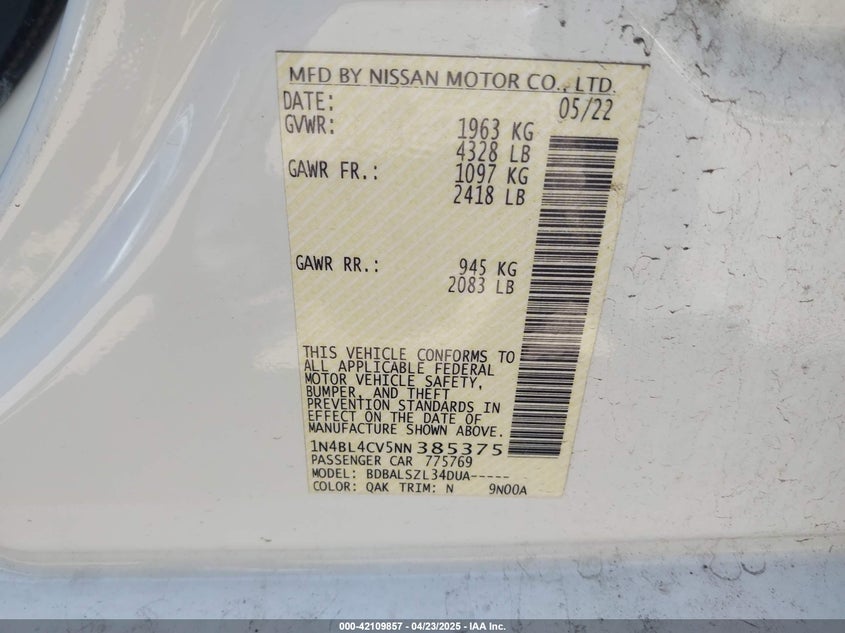 MFD BY NISSAN MOTOR CO., LTD.
DATE: 05/22
GVWR: 1963 KG
4328 LB
GAWR FR.: 1097 KG
2418 LB
GAWR RR.: 945 KG
2083 LB
THIS VEHICLE CONFORMS TO
ALL APPLICABLE FEDERAL
MOTOR VEHICLE SAFETY,
BUMPER, AND THEFT
PREVENTION STANDARDS IN
EFFECT ON THE DATE OF
MANUFACTURE SHOWN ABOVE.
1N4BL4CV5NN385375
PASSENGER CAR 775769
MODEL: BDBALSZL34DUA-----
COLOR: QAK TRIM: N 9N00A
000-42109857 - 04/23/2025 - IAA Inc.